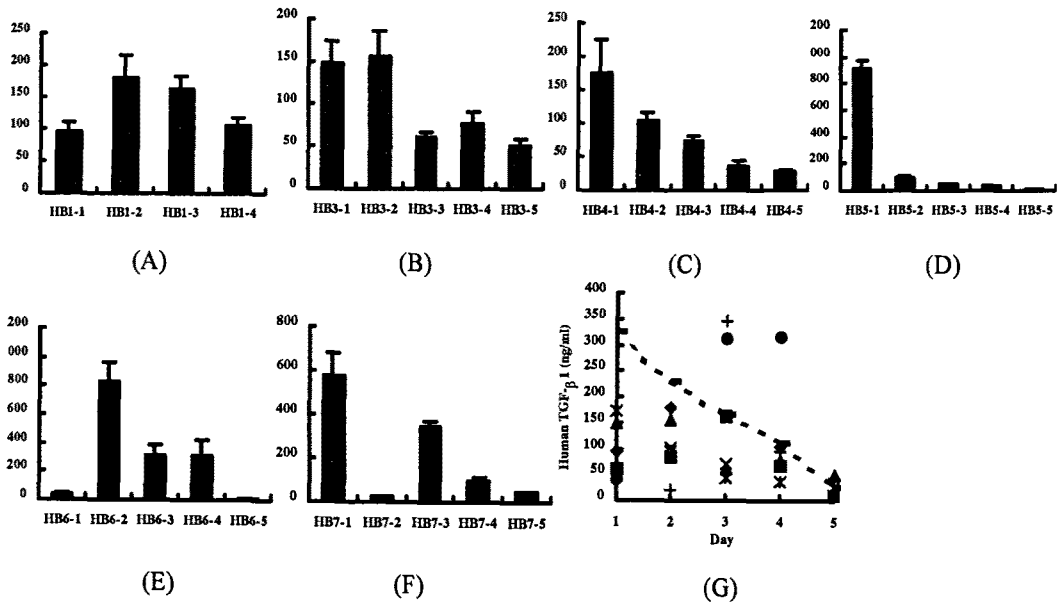 250
200
150
100
50
0
HB1-1 HB1-2 HB1-3 HB1-4
(A)
200
150
100
50
0
HB3-1 HB3-2 HB3-3 HB3-4 HB3-5
(B)
250
200
150
100
50
0
HB4-1 HB4-2 HB4-3 HB4-4 HB4-5
(C)
200
000
800
600
400
200
0
HB5-1 HB5-2 HB5-3 HB5-4 HB5-5
(D)
200
000
800
600
400
200
0
HB6-1 HB6-2 HB6-3 HB6-4 HB6-5
(E)
800
600
400
200
0
HB7-1 HB7-2 HB7-3 HB7-4 HB7-5
(F)
Human TGF-β 1 (ng/ml)
400
350
300
250
200
150
100
50
0
1 2 3 4 5
Day
(G)